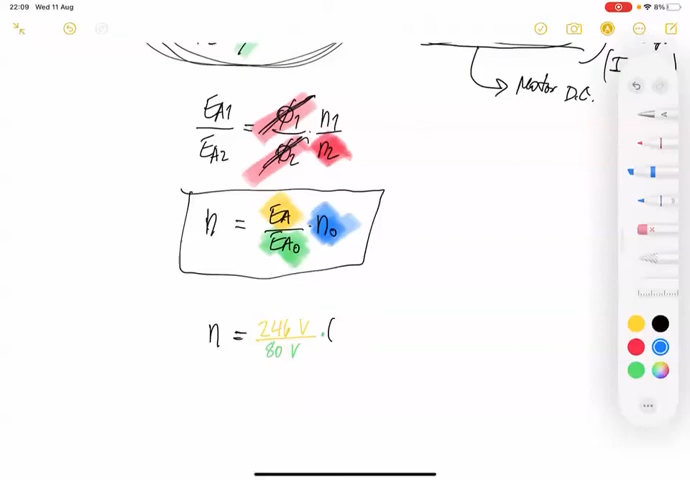 22:09 Wed 11 Aug 8%
(I
Motor D.C.
EA1 / EA2 = ϕ1 / ϕ2 · n1 / n2
n = EA / EA0 · n0
n = 246 V / 80 V · (